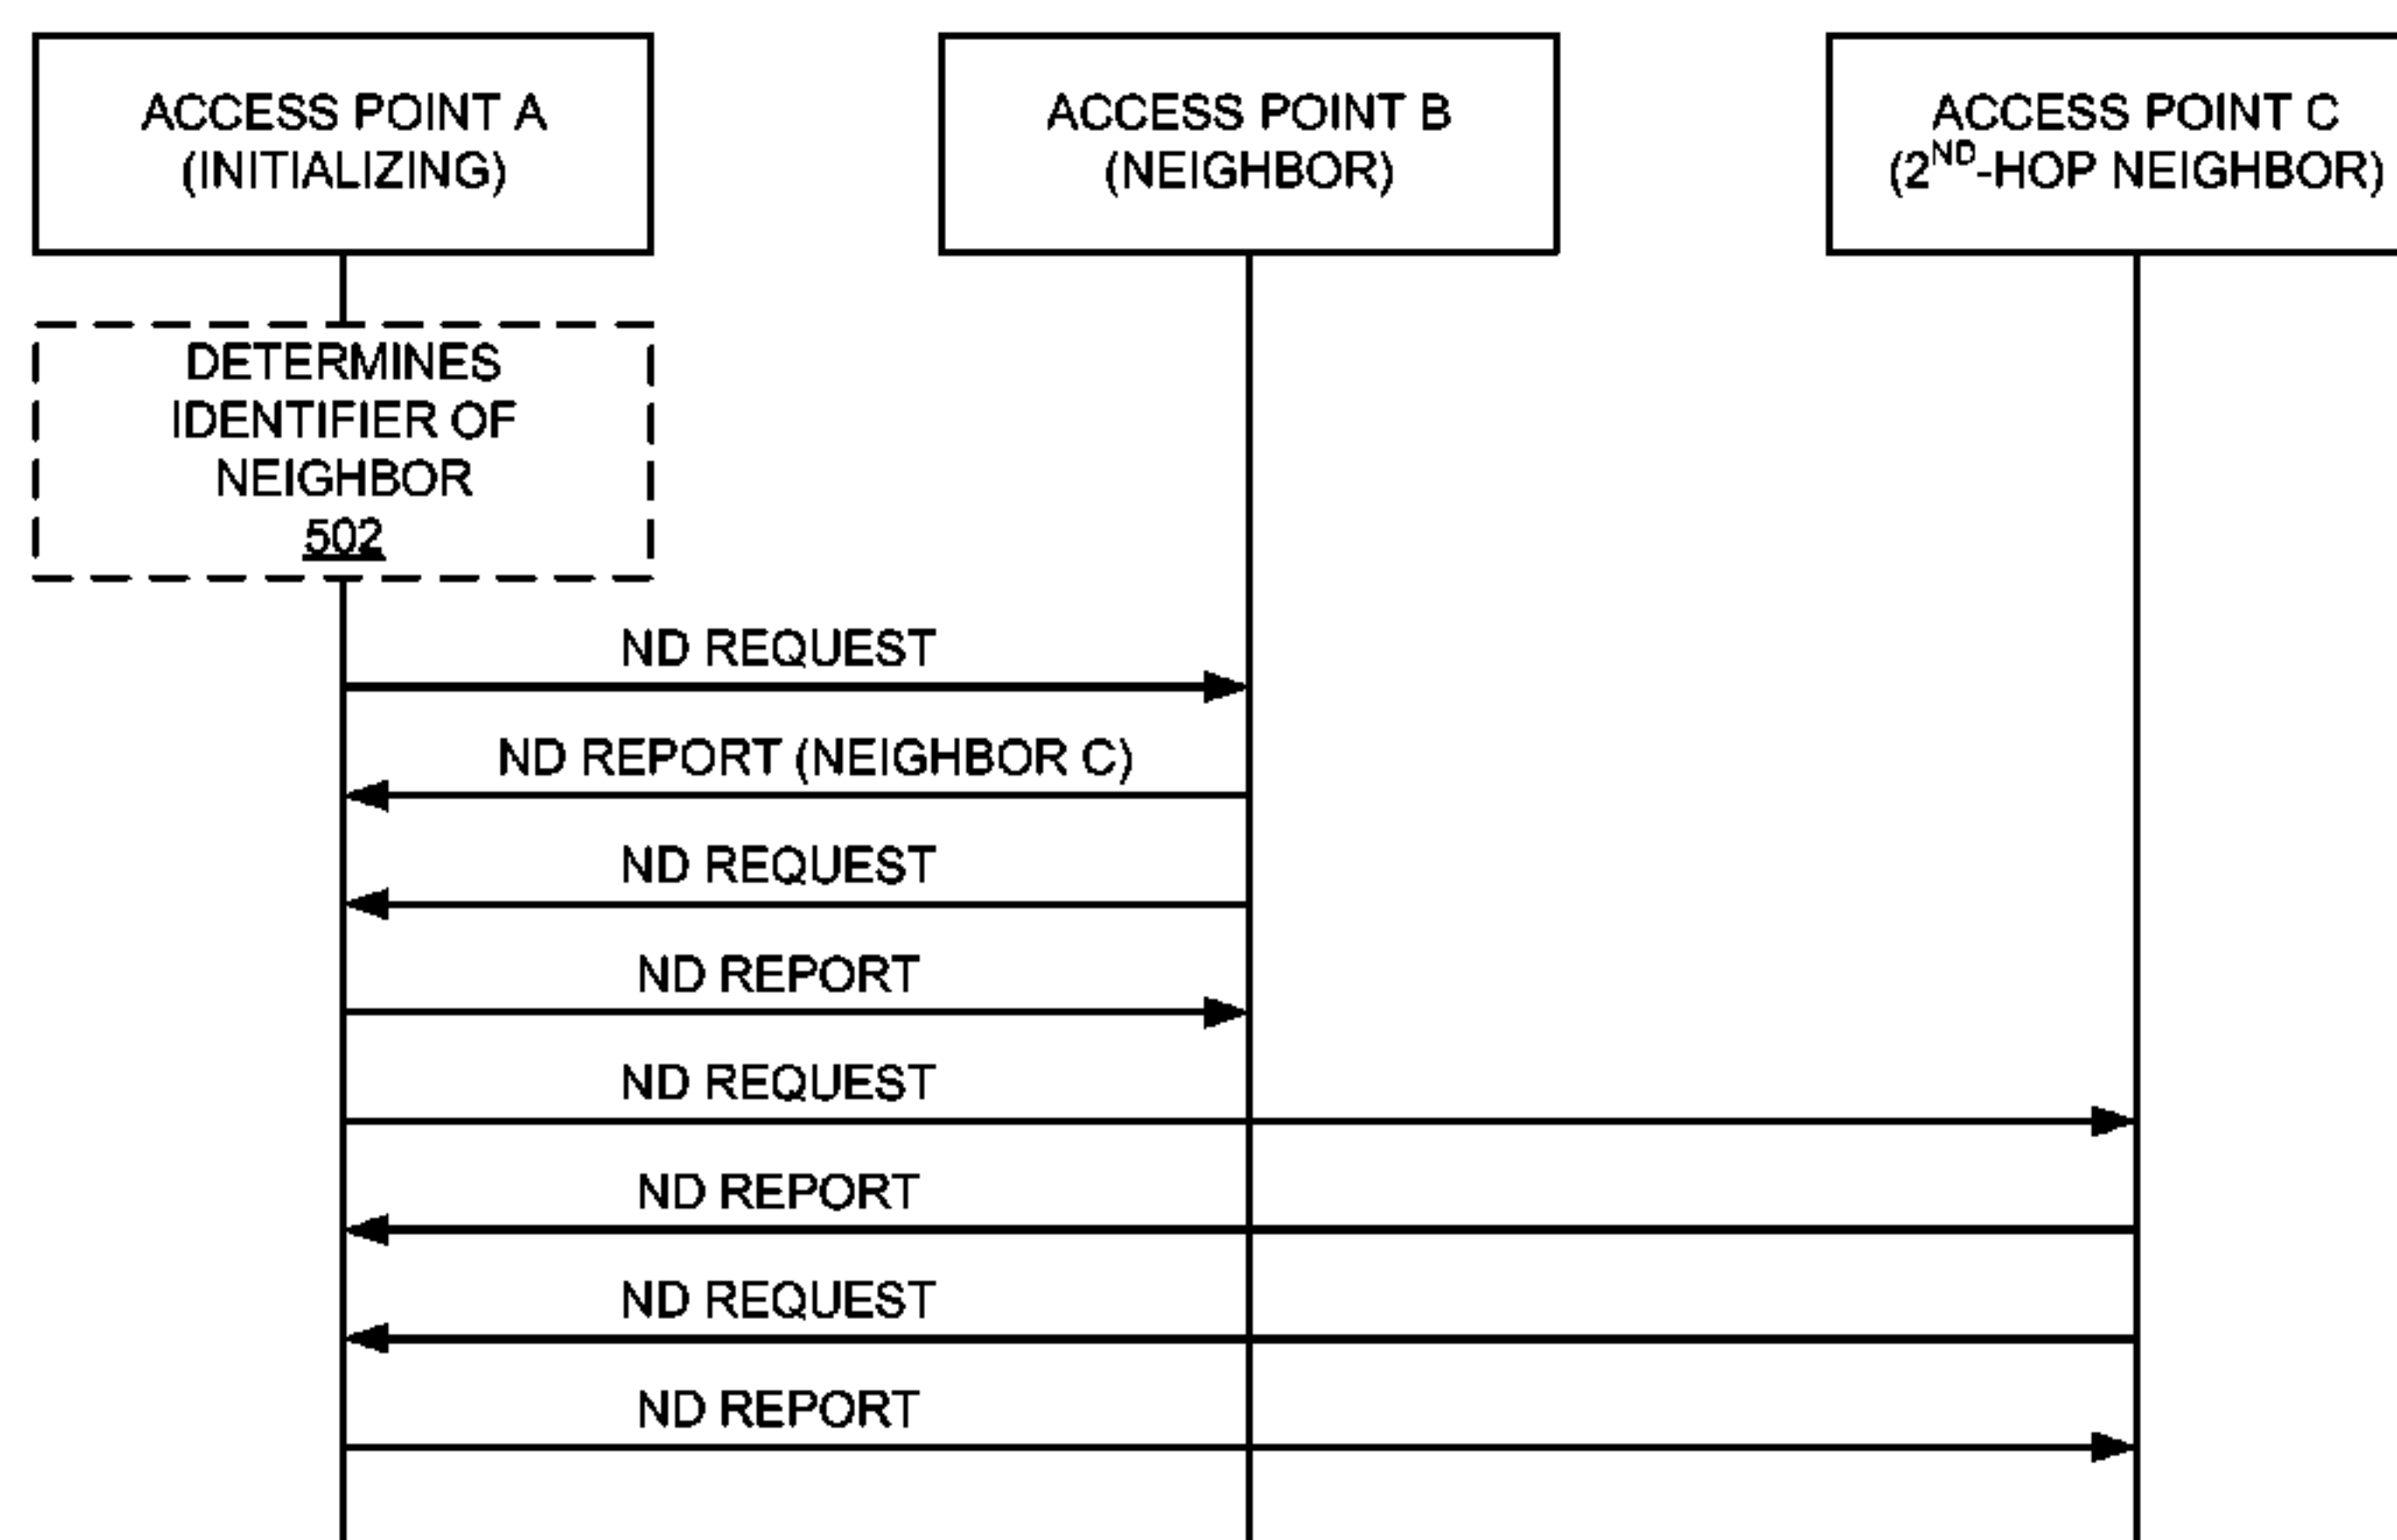 ACCESS POINT A
(INITIALIZING)
ACCESS POINT B
(NEIGHBOR)
ACCESS POINT C
(2ND-HOP NEIGHBOR)
DETERMINES
IDENTIFIER OF
NEIGHBOR
502
ND REQUEST
ND REPORT (NEIGHBOR C)
ND REQUEST
ND REPORT
ND REQUEST
ND REPORT
ND REQUEST
ND REPORT